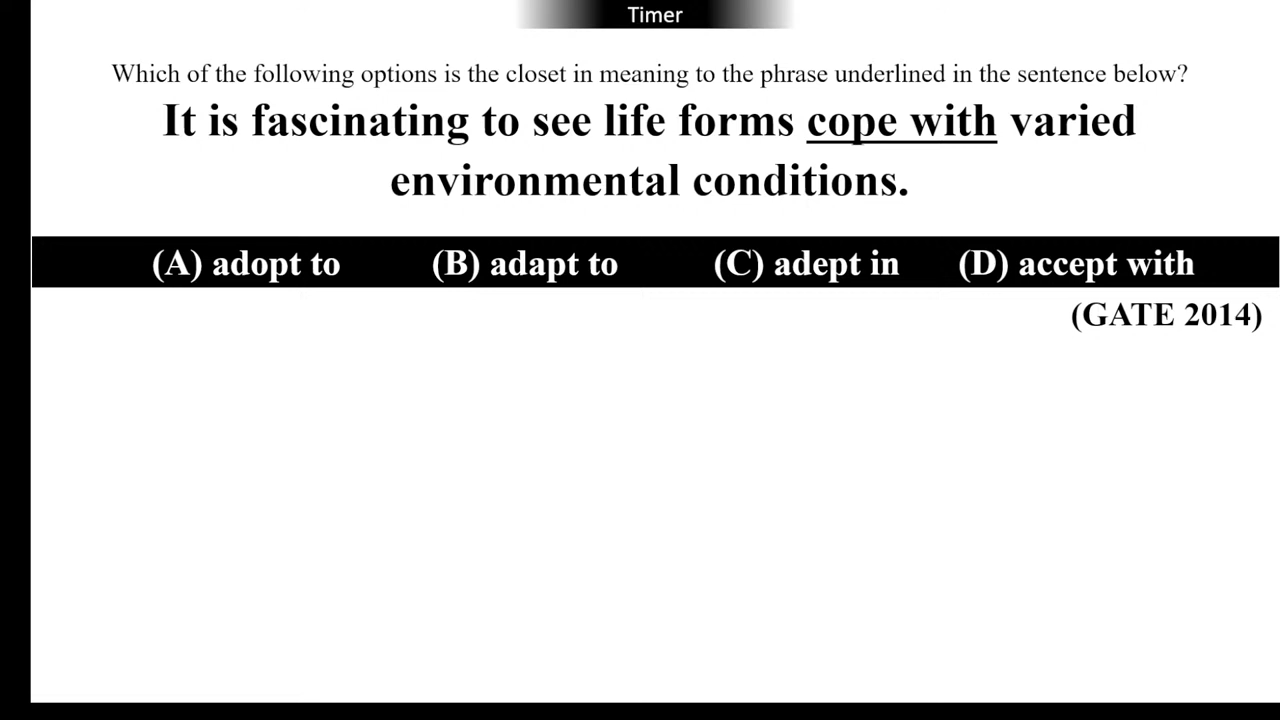 Timer
Which of the following options is the closet in meaning to the phrase underlined in the sentence below?
It is fascinating to see life forms cope with varied
environmental conditions.
(A) adopt to (B) adapt to (C) adept in (D) accept with
(GATE 2014)